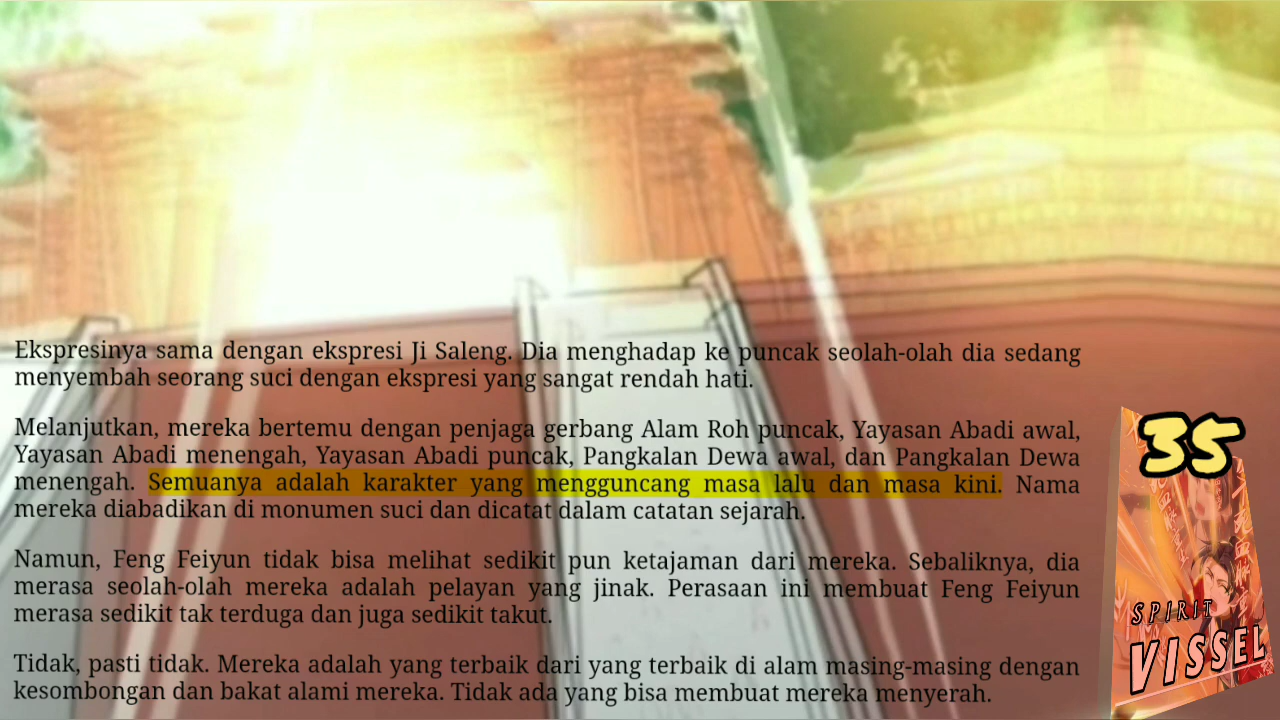 Ekspresinya sama dengan ekspresi Ji Saleng. Dia menghadap ke puncak seolah-olah dia sedang
menyembah seorang suci dengan ekspresi yang sangat rendah hati.
Melanjutkan, mereka bertemu dengan penjaga gerbang Alam Roh puncak, Yayasan Abadi awal,
Yayasan Abadi menengah, Yayasan Abadi puncak, Pangkalan Dewa awal, dan Pangkalan Dewa
menengah. Semuanya adalah karakter yang mengguncang masa lalu dan masa kini. Nama
mereka diabadikan di monumen suci dan dicatat dalam catatan sejarah.
Namun, Feng Feiyun tidak bisa melihat sedikit pun ketajaman dari mereka. Sebaliknya, dia
merasa seolah-olah mereka adalah pelayan yang jinak. Perasaan ini membuat Feng Feiyun
merasa sedikit tak terduga dan juga sedikit takut.
Tidak, pasti tidak. Mereka adalah yang terbaik dari yang terbaik di alam masing-masing dengan
kesombongan dan bakat alami mereka. Tidak ada yang bisa membuat mereka menyerah.
35
SPIRIT
VISSEL